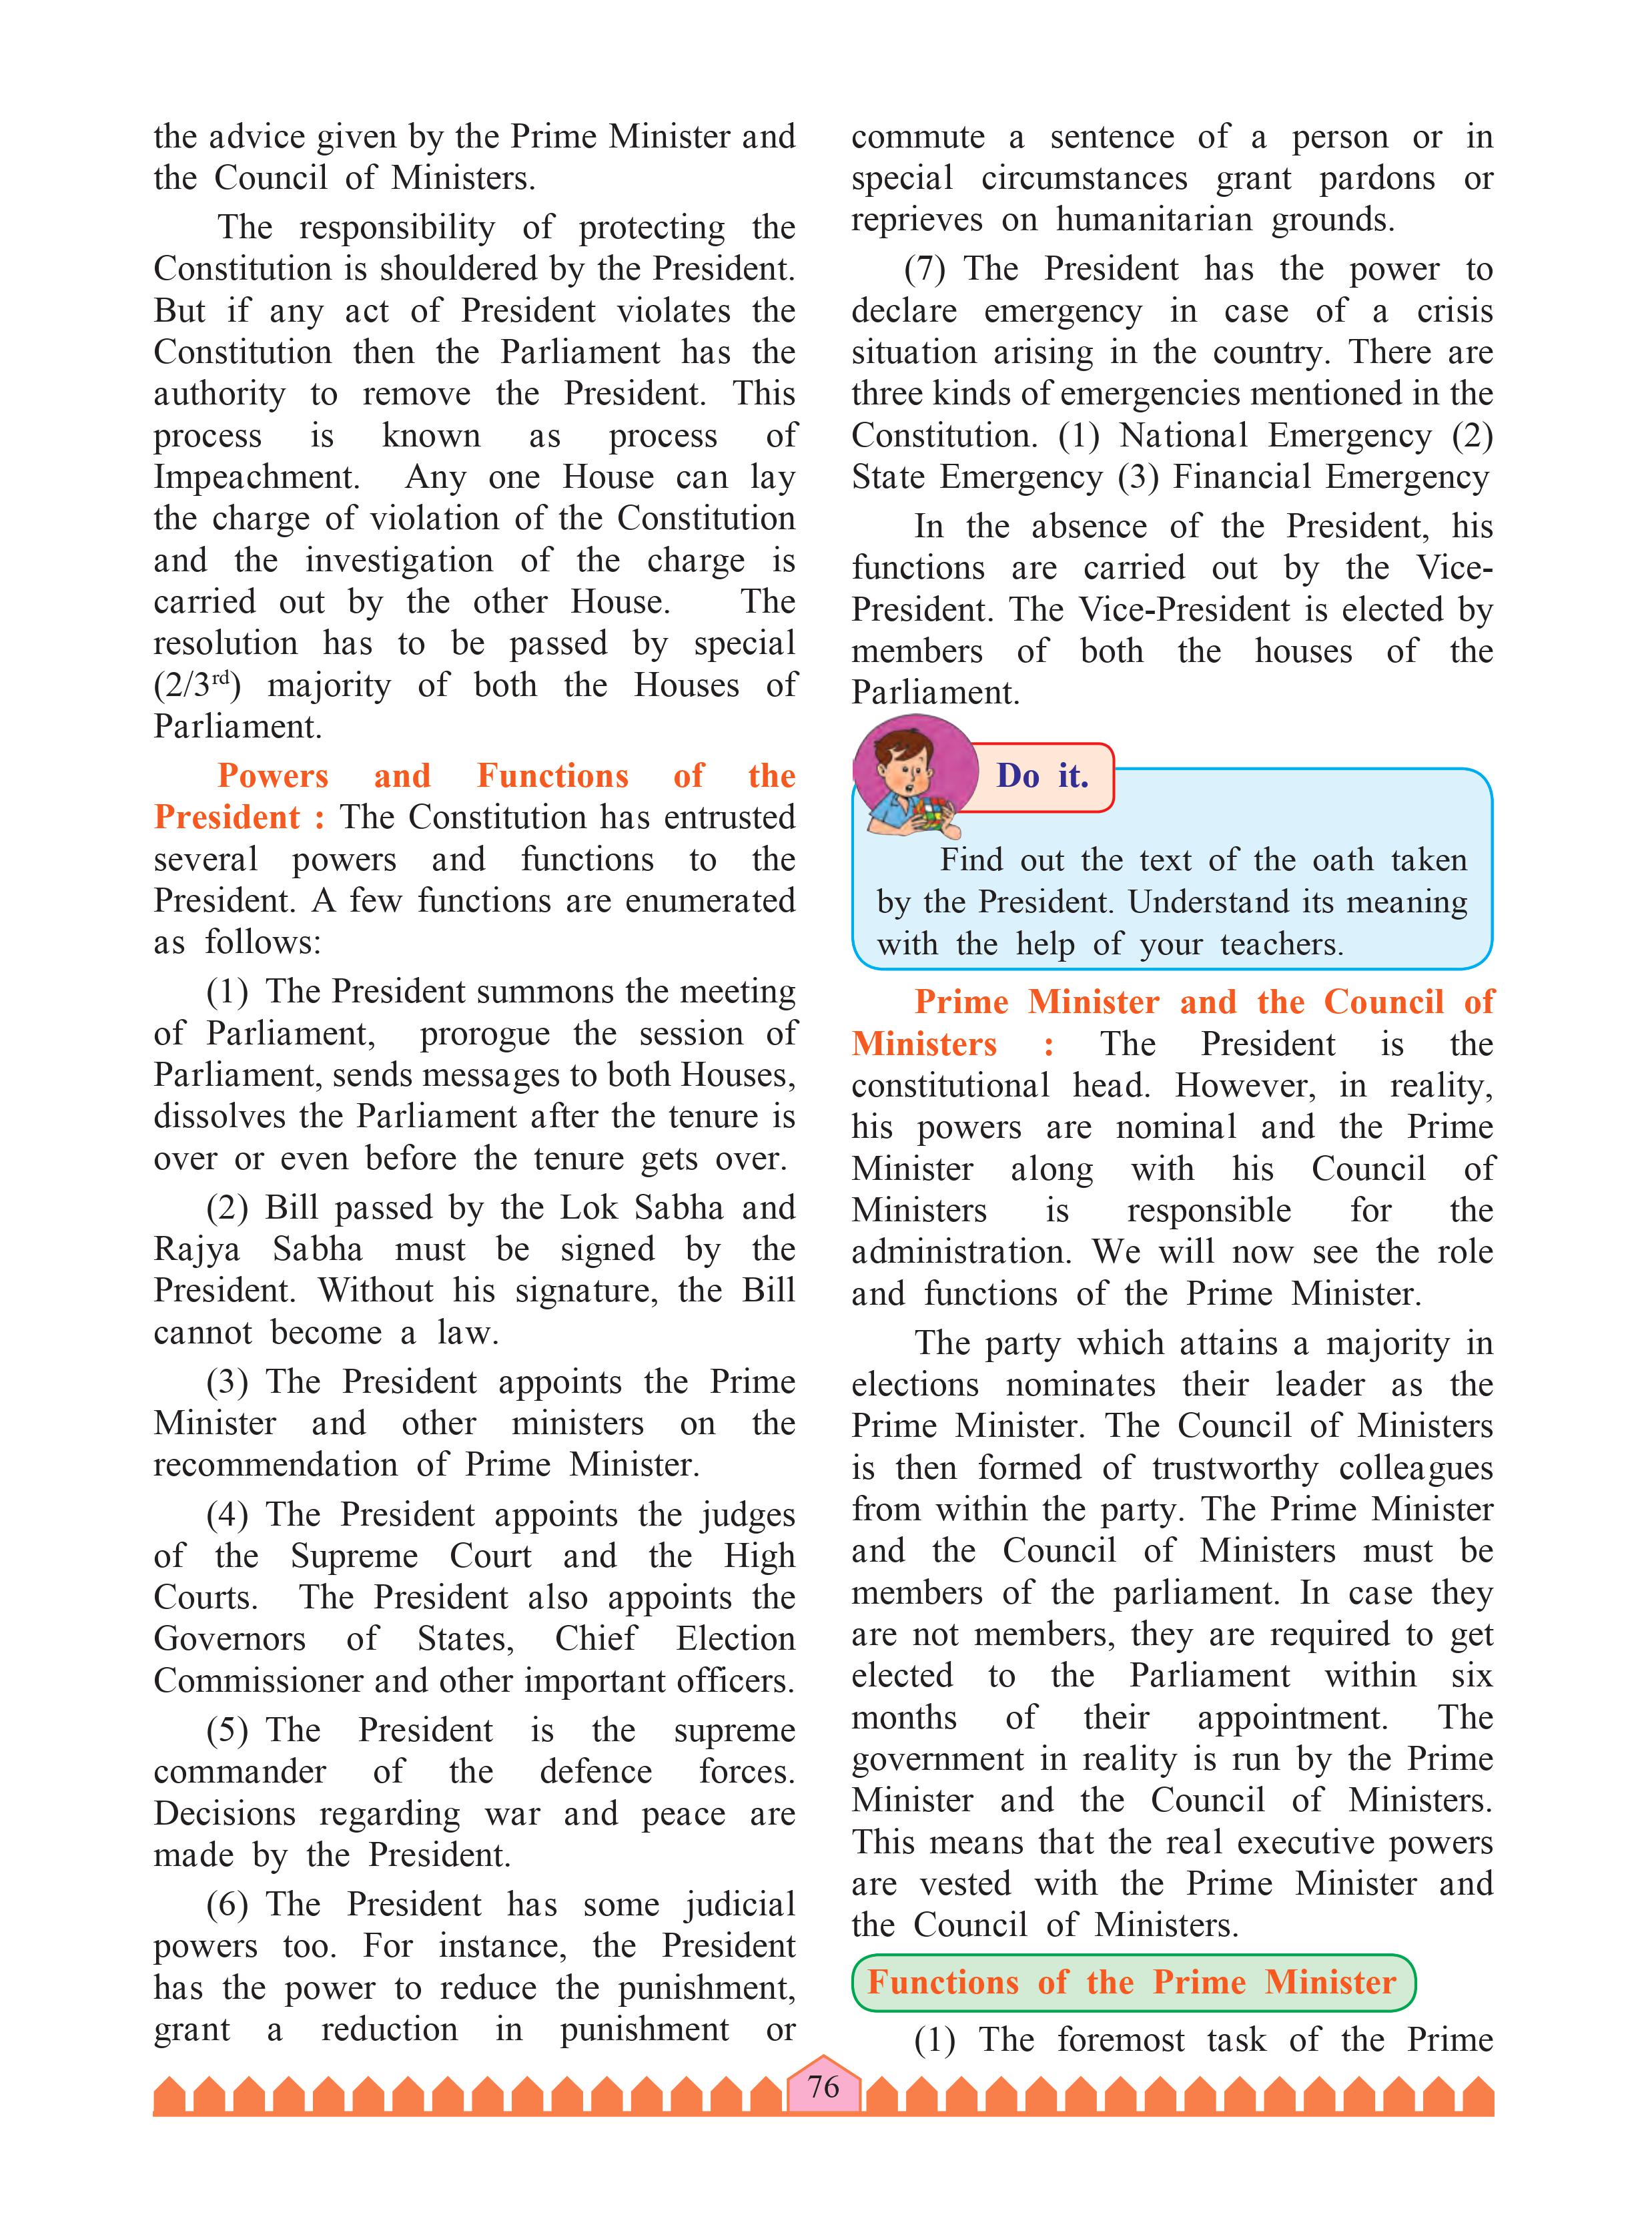 the advice given by the Prime Minister and
the Council of Ministers.
The responsibility of protecting the
Constitution is shouldered by the President.
But if any act of President violates the
Constitution then the Parliament has the
authority to remove the President. This
process is known as process of
Impeachment. Any one House can lay
the charge of violation of the Constitution
and the investigation of the charge is
carried out by the other House. The
resolution has to be passed by special
(2/3rd) majority of both the Houses of
Parliament.
Powers and Functions of the
President : The Constitution has entrusted
several powers and functions to the
President. A few functions are enumerated
as follows:
(1) The President summons the meeting
of Parliament, prorogue the session of
Parliament, sends messages to both Houses,
dissolves the Parliament after the tenure is
over or even before the tenure gets over.
(2) Bill passed by the Lok Sabha and
Rajya Sabha must be signed by the
President. Without his signature, the Bill
cannot become a law.
(3) The President appoints the Prime
Minister and other ministers on the
recommendation of Prime Minister.
(4) The President appoints the judges
of the Supreme Court and the High
Courts. The President also appoints the
Governors of States, Chief Election
Commissioner and other important officers.
(5) The President is the supreme
commander of the defence forces.
Decisions regarding war and peace are
made by the President.
(6) The President has some judicial
powers too. For instance, the President
has the power to reduce the punishment,
grant a reduction in punishment or
commute a sentence of a person or in
special circumstances grant pardons or
reprieves on humanitarian grounds.
(7) The President has the power to
declare emergency in case of a crisis
situation arising in the country. There are
three kinds of emergencies mentioned in the
Constitution. (1) National Emergency (2)
State Emergency (3) Financial Emergency
In the absence of the President, his
functions are carried out by the Vice-
President. The Vice-President is elected by
members of both the houses of the
Parliament.
Do it.
Find out the text of the oath taken
by the President. Understand its meaning
with the help of your teachers.
Prime Minister and the Council of
Ministers : The President is the
constitutional head. However, in reality,
his powers are nominal and the Prime
Minister along with his Council of
Ministers is responsible for the
administration. We will now see the role
and functions of the Prime Minister.
The party which attains a majority in
elections nominates their leader as the
Prime Minister. The Council of Ministers
is then formed of trustworthy colleagues
from within the party. The Prime Minister
and the Council of Ministers must be
members of the parliament. In case they
are not members, they are required to get
elected to the Parliament within six
months of their appointment. The
government in reality is run by the Prime
Minister and the Council of Ministers.
This means that the real executive powers
are vested with the Prime Minister and
the Council of Ministers.
Functions of the Prime Minister
(1) The foremost task of the Prime
76